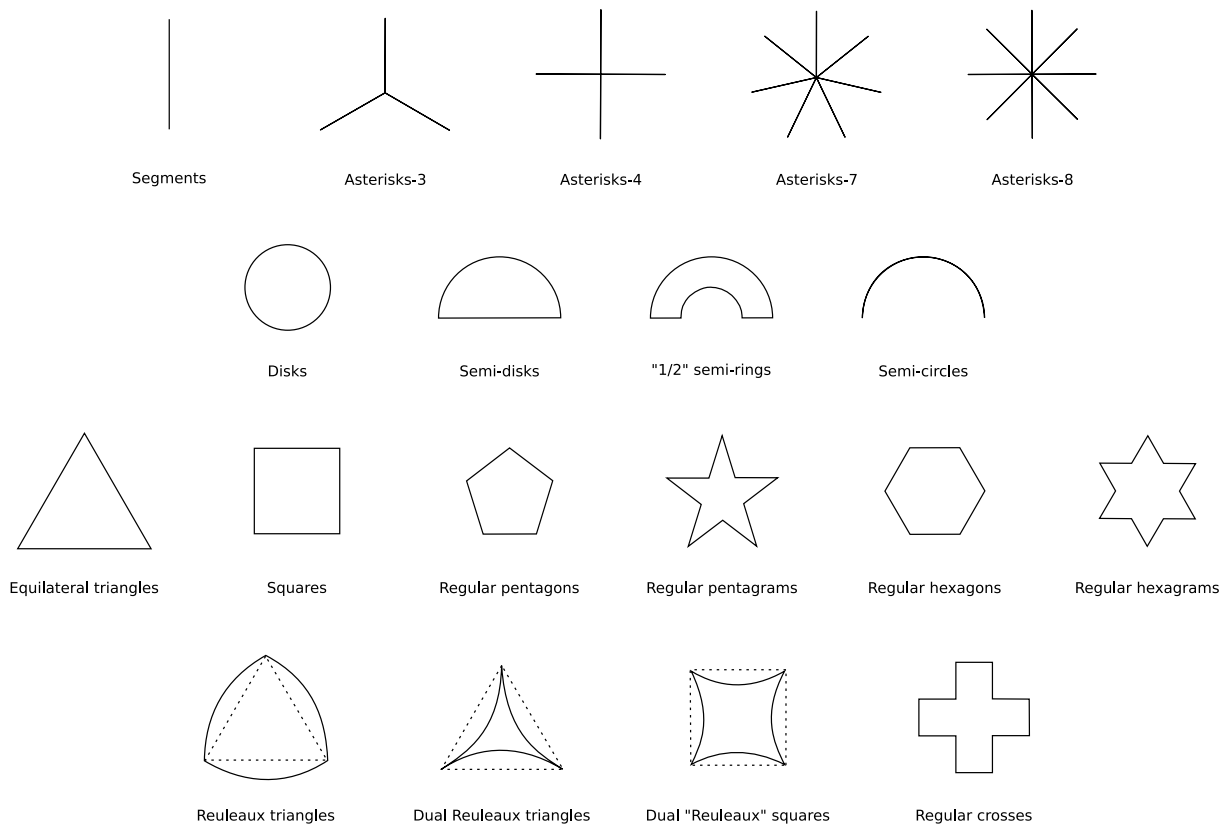 Segments Asterisks-3 Asterisks-4 Asterisks-7 Asterisks-8
Disks Semi-disks "1/2" semi-rings Semi-circles
Equilateral triangles Squares Regular pentagons Regular pentagrams Regular hexagons Regular hexagrams
Reuleaux triangles Dual Reuleaux triangles Dual "Reuleaux" squares Regular crosses